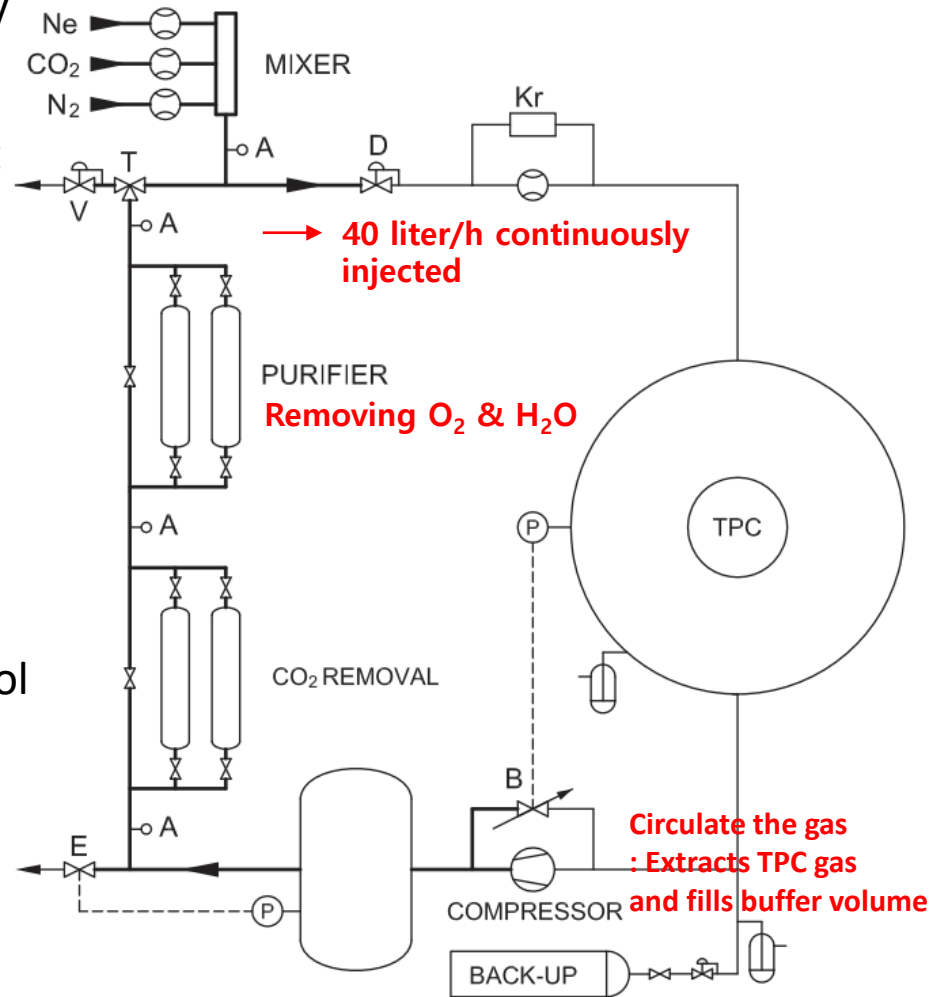 y
Ne
CO₂
N₂
MIXER
A
Kr
D
T
V
A
→ 40 liter/h continuously
injected
PURIFIER
Removing O₂ & H₂O
A
P
TPC
ol
CO₂ REMOVAL
B
A
E
P
COMPRESSOR
Circulate the gas
: Extracts TPC gas
and fills buffer volume
BACK-UP